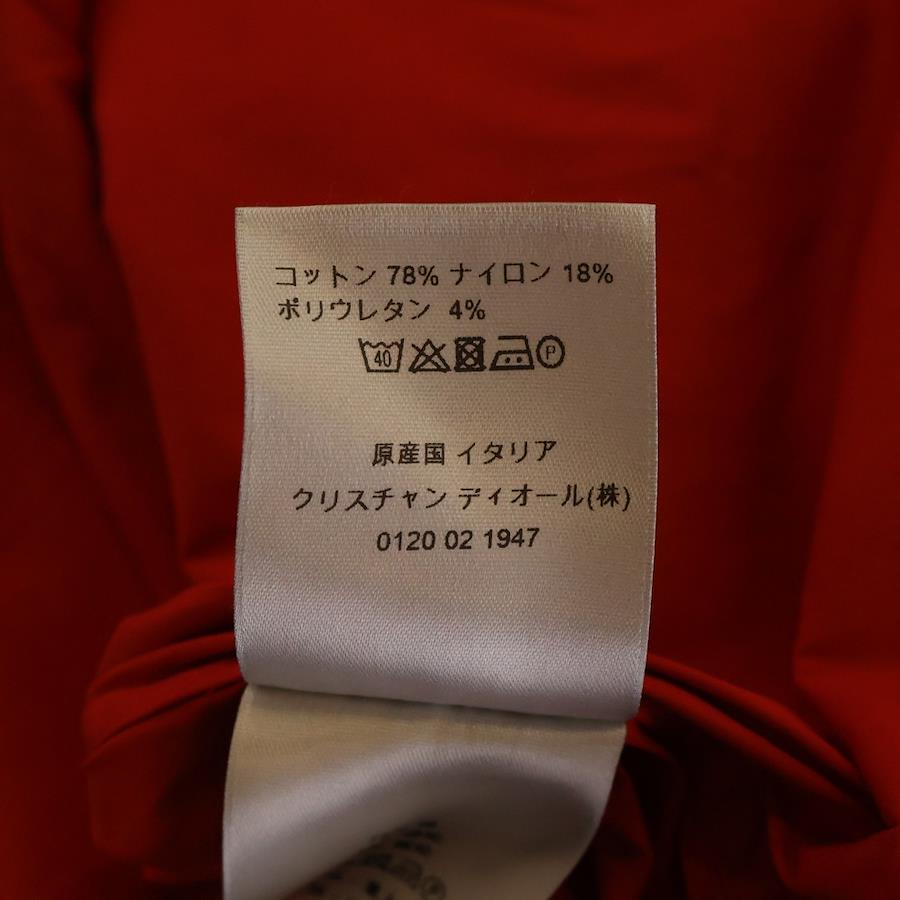 コットン 78% ナイロン 18%
ポリウレタン 4%
40 P
原産国 イタリア
クリスチャン ディオール(株)
0120 02 1947